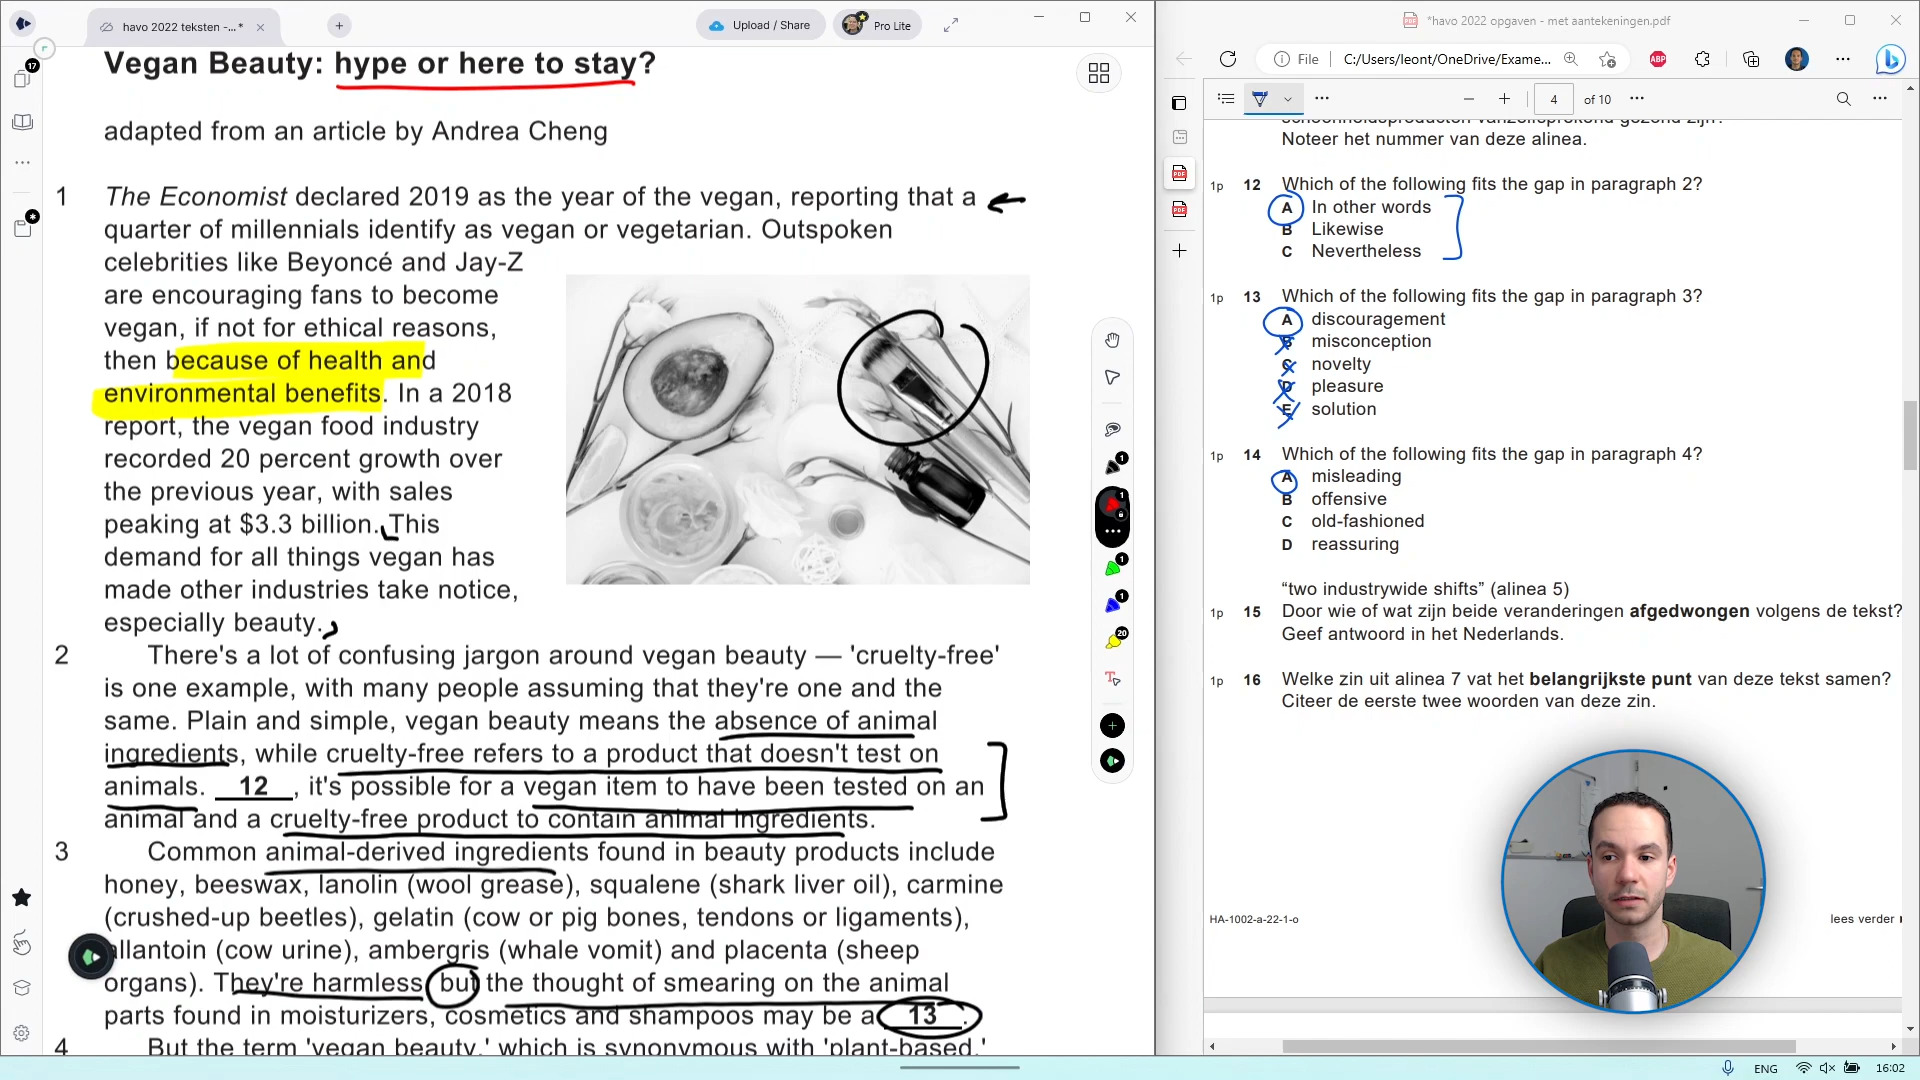 havo 2022 teksten -...*
Upload / Share
Pro Lite
17
Vegan Beauty: hype or here to stay?
adapted from an article by Andrea Cheng
1 The Economist declared 2019 as the year of the vegan, reporting that a
quarter of millennials identify as vegan or vegetarian. Outspoken
celebrities like Beyoncé and Jay-Z
are encouraging fans to become
vegan, if not for ethical reasons,
then because of health and
environmental benefits. In a 2018
report, the vegan food industry
recorded 20 percent growth over
the previous year, with sales
peaking at $3.3 billion. This
demand for all things vegan has
made other industries take notice,
especially beauty.
2 There's a lot of confusing jargon around vegan beauty — 'cruelty-free'
is one example, with many people assuming that they're one and the
same. Plain and simple, vegan beauty means the absence of animal
ingredients, while cruelty-free refers to a product that doesn't test on
animals. 12 , it's possible for a vegan item to have been tested on an
animal and a cruelty-free product to contain animal ingredients.
3 Common animal-derived ingredients found in beauty products include
honey, beeswax, lanolin (wool grease), squalene (shark liver oil), carmine
(crushed-up beetles), gelatin (cow or pig bones, tendons or ligaments),
allantoin (cow urine), ambergris (whale vomit) and placenta (sheep
organs). They're harmless but the thought of smearing on the animal
parts found in moisturizers, cosmetics and shampoos may be a 13 .
4 But the term 'vegan beauty,' which is synonymous with 'plant-based,'
1
1
1
1
20
*havo 2022 opgaven - met aantekeningen.pdf
File
C:/Users/leont/OneDrive/Exame...
ABP
4 of 10
schoonheidsproducten vanzelfsprekend gezond zijn?
Noteer het nummer van deze alinea.
1p 12 Which of the following fits the gap in paragraph 2?
A In other words
B Likewise
C Nevertheless
1p 13 Which of the following fits the gap in paragraph 3?
A discouragement
B misconception
C novelty
D pleasure
E solution
1p 14 Which of the following fits the gap in paragraph 4?
A misleading
B offensive
C old-fashioned
D reassuring
“two industrywide shifts” (alinea 5)
1p 15 Door wie of wat zijn beide veranderingen afgedwongen volgens de tekst?
Geef antwoord in het Nederlands.
1p 16 Welke zin uit alinea 7 vat het belangrijkste punt van deze tekst samen?
Citeer de eerste twee woorden van deze zin.
HA-1002-a-22-1-o
lees verder
ENG
16:02